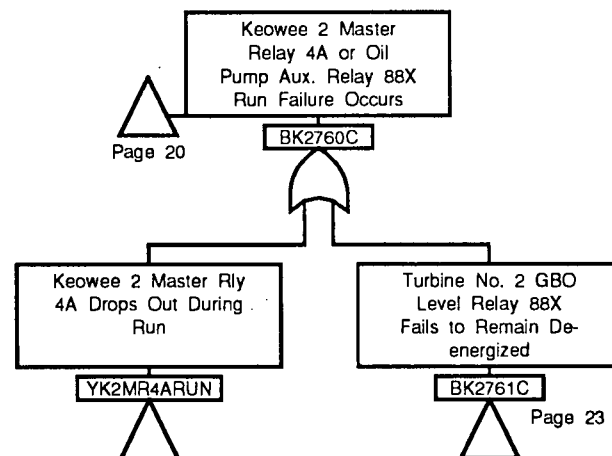 Keowee 2 Master
Relay 4A or Oil
Pump Aux. Relay 88X
Run Failure Occurs
Page 20
BK2760C
Keowee 2 Master Rly
4A Drops Out During
Run
YK2MR4ARUN
Turbine No. 2 GBO
Level Relay 88X
Fails to Remain De-
energized
BK2761C
Page 23